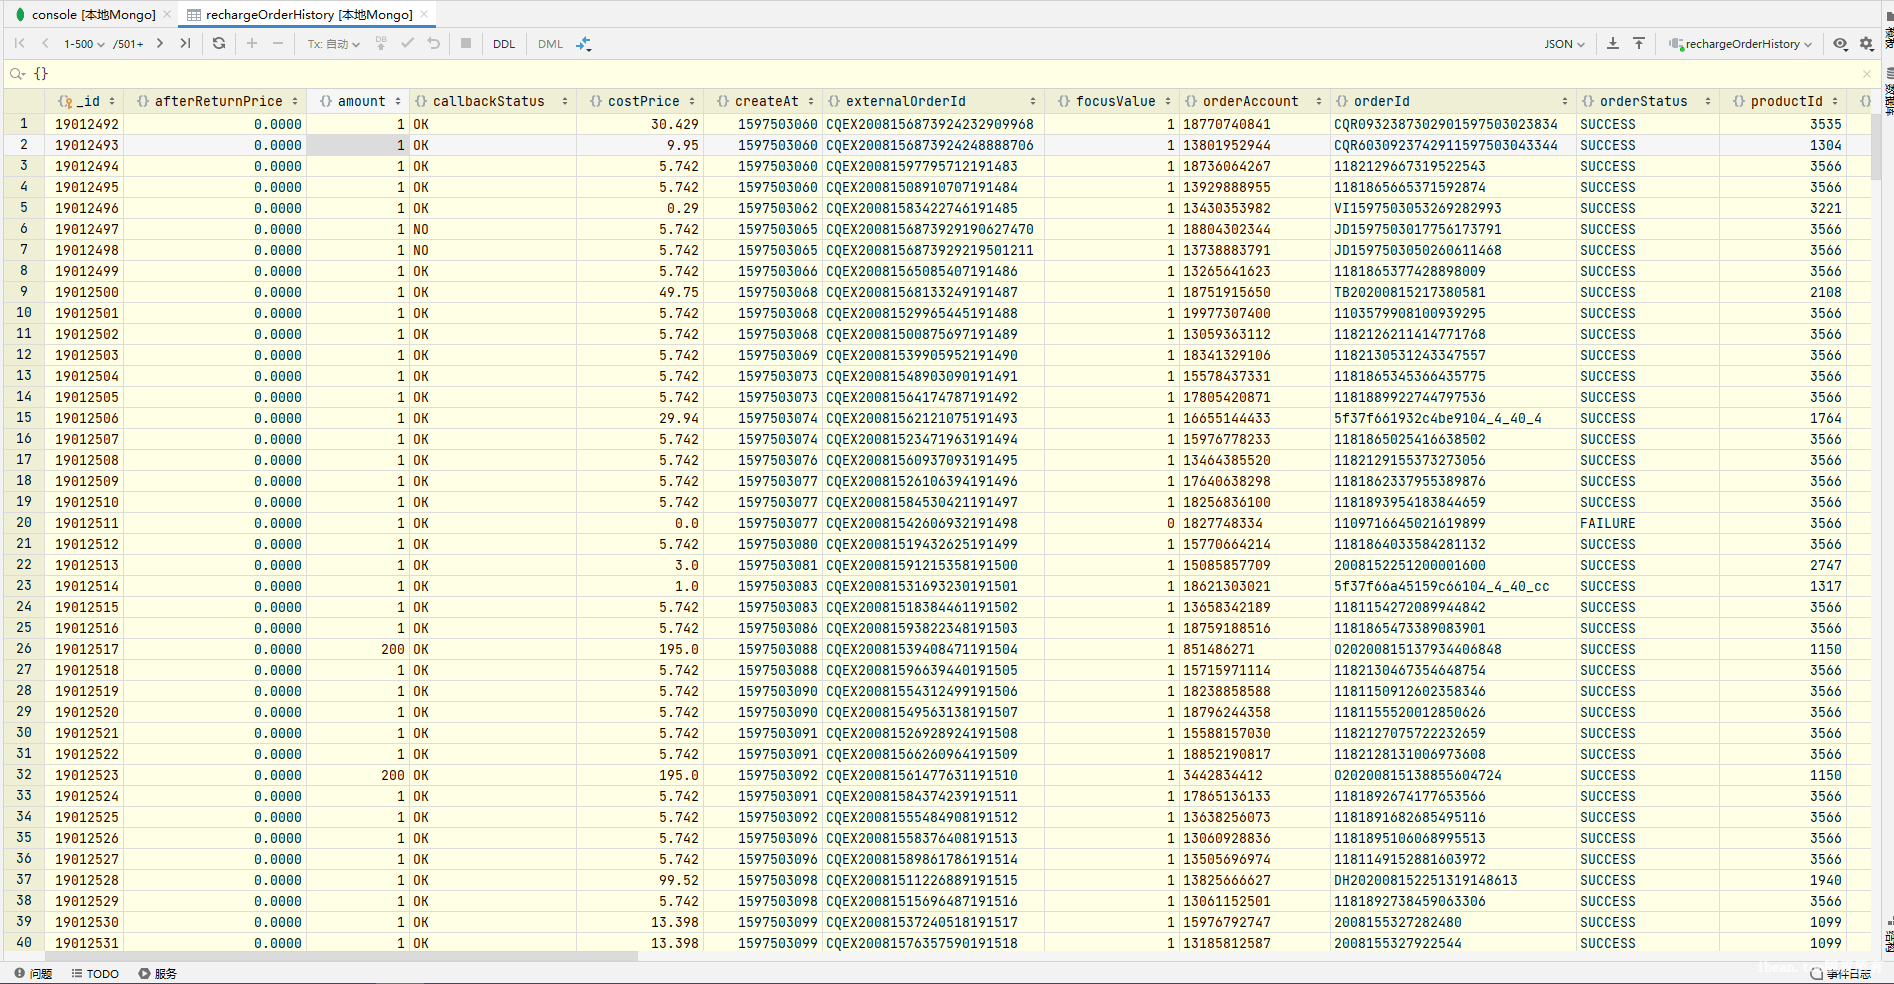 console [本地Mongo]
rechargeOrderHistory [本地Mongo]
1-500 /501+ Tx: 自动 DB DDL DML JSON rechargeOrderHistory
{}
_id afterReturnPrice amount callbackStatus costPrice createAt externalOrderId focusValue orderAccount orderId orderStatus productId
1 19012492 0.0000 1 OK 30.429 1597503060 CQEX2008156873924232909968 1 18770740841 CQR0932387302901597503023834 SUCCESS 3535
2 19012493 0.0000 1 OK 9.95 1597503060 CQEX2008156873924248888706 1 13801952944 CQR6030923742911597503043344 SUCCESS 1304
3 19012494 0.0000 1 OK 5.742 1597503060 CQEX20081597795712191483 1 18736064267 1182129667319522543 SUCCESS 3566
4 19012495 0.0000 1 OK 5.742 1597503060 CQEX20081508910707191484 1 13929888955 1181865665371592874 SUCCESS 3566
5 19012496 0.0000 1 OK 0.29 1597503062 CQEX20081583422746191485 1 13430353982 VI1597503053269282993 SUCCESS 3221
6 19012497 0.0000 1 NO 5.742 1597503065 CQEX2008156873929190627470 1 18804302344 JD1597503017756173791 SUCCESS 3566
7 19012498 0.0000 1 NO 5.742 1597503065 CQEX2008156873929219501211 1 13738883791 JD1597503050260611468 SUCCESS 3566
8 19012499 0.0000 1 OK 5.742 1597503066 CQEX20081565085407191486 1 13265641623 1181865377428898009 SUCCESS 3566
9 19012500 0.0000 1 OK 49.75 1597503068 CQEX20081568133249191487 1 18751915650 TB20200815217380581 SUCCESS 2108
10 19012501 0.0000 1 OK 5.742 1597503068 CQEX20081529965445191488 1 19977307400 1103579908100939295 SUCCESS 3566
11 19012502 0.0000 1 OK 5.742 1597503068 CQEX20081500875697191489 1 13059363112 1182126211414771768 SUCCESS 3566
12 19012503 0.0000 1 OK 5.742 1597503069 CQEX20081539905952191490 1 18341329106 1182130531243347557 SUCCESS 3566
13 19012504 0.0000 1 OK 5.742 1597503073 CQEX20081548903090191491 1 15578437331 1181865345366435775 SUCCESS 3566
14 19012505 0.0000 1 OK 5.742 1597503073 CQEX20081564174787191492 1 17805420871 1181889922744797536 SUCCESS 3566
15 19012506 0.0000 1 OK 29.94 1597503074 CQEX20081562121075191493 1 16655144433 5f37f661932c4be9104_4_40_4 SUCCESS 1764
16 19012507 0.0000 1 OK 5.742 1597503074 CQEX20081523471963191494 1 15976778233 1181865025416638502 SUCCESS 3566
17 19012508 0.0000 1 OK 5.742 1597503076 CQEX20081560937093191495 1 13464385520 1182129155373273056 SUCCESS 3566
18 19012509 0.0000 1 OK 5.742 1597503077 CQEX20081526106394191496 1 17640638298 1181862337955389876 SUCCESS 3566
19 19012510 0.0000 1 OK 5.742 1597503077 CQEX20081584530421191497 1 18256836100 1181893954183844659 SUCCESS 3566
20 19012511 0.0000 1 OK 0.0 1597503077 CQEX20081542606932191498 0 1827748334 1109716645021619899 FAILURE 3566
21 19012512 0.0000 1 OK 5.742 1597503080 CQEX20081519432625191499 1 15770664214 1181864033584281132 SUCCESS 3566
22 19012513 0.0000 1 OK 3.0 1597503081 CQEX20081591215358191500 1 15085857709 2008152251200001600 SUCCESS 2747
23 19012514 0.0000 1 OK 1.0 1597503083 CQEX20081531693230191501 1 18621303021 5f37f66a45159c66104_4_40_cc SUCCESS 1317
24 19012515 0.0000 1 OK 5.742 1597503083 CQEX20081518384461191502 1 13658342189 1181154272089944842 SUCCESS 3566
25 19012516 0.0000 1 OK 5.742 1597503086 CQEX20081593822348191503 1 18759188516 1181865473389083901 SUCCESS 3566
26 19012517 0.0000 200 OK 195.0 1597503088 CQEX20081539408471191504 1 851486271 O20200815137934406848 SUCCESS 1150
27 19012518 0.0000 1 OK 5.742 1597503088 CQEX20081596639440191505 1 15715971114 1182130467354648754 SUCCESS 3566
28 19012519 0.0000 1 OK 5.742 1597503090 CQEX20081554312499191506 1 18238858588 1181150912602358346 SUCCESS 3566
29 19012520 0.0000 1 OK 5.742 1597503090 CQEX20081549563138191507 1 18796244358 1181155520012850626 SUCCESS 3566
30 19012521 0.0000 1 OK 5.742 1597503091 CQEX20081526928924191508 1 15588157030 1182127075722232659 SUCCESS 3566
31 19012522 0.0000 1 OK 5.742 1597503091 CQEX20081566260964191509 1 18852190817 1182128131006973608 SUCCESS 3566
32 19012523 0.0000 200 OK 195.0 1597503092 CQEX20081561477631191510 1 3442834412 O20200815138855604724 SUCCESS 1150
33 19012524 0.0000 1 OK 5.742 1597503091 CQEX20081584374239191511 1 17865136133 1181892674177653566 SUCCESS 3566
34 19012525 0.0000 1 OK 5.742 1597503092 CQEX20081555484908191512 1 13638256073 1181891682685495116 SUCCESS 3566
35 19012526 0.0000 1 OK 5.742 1597503096 CQEX20081558376408191513 1 13060928836 1181895106068995513 SUCCESS 3566
36 19012527 0.0000 1 OK 5.742 1597503096 CQEX20081589861786191514 1 13505696974 1181149152881603972 SUCCESS 3566
37 19012528 0.0000 1 OK 99.52 1597503098 CQEX20081511226889191515 1 13825666627 DH202008152251319148613 SUCCESS 1940
38 19012529 0.0000 1 OK 5.742 1597503098 CQEX20081515696487191516 1 13061152501 1181892738459063306 SUCCESS 3566
39 19012530 0.0000 1 OK 13.398 1597503099 CQEX20081537240518191517 1 15976792747 2008155327282480 SUCCESS 1099
40 19012531 0.0000 1 OK 13.398 1597503099 CQEX20081576357590191518 1 13185812587 2008155327922544 SUCCESS 1099
问题 TODO 服务 事件日志